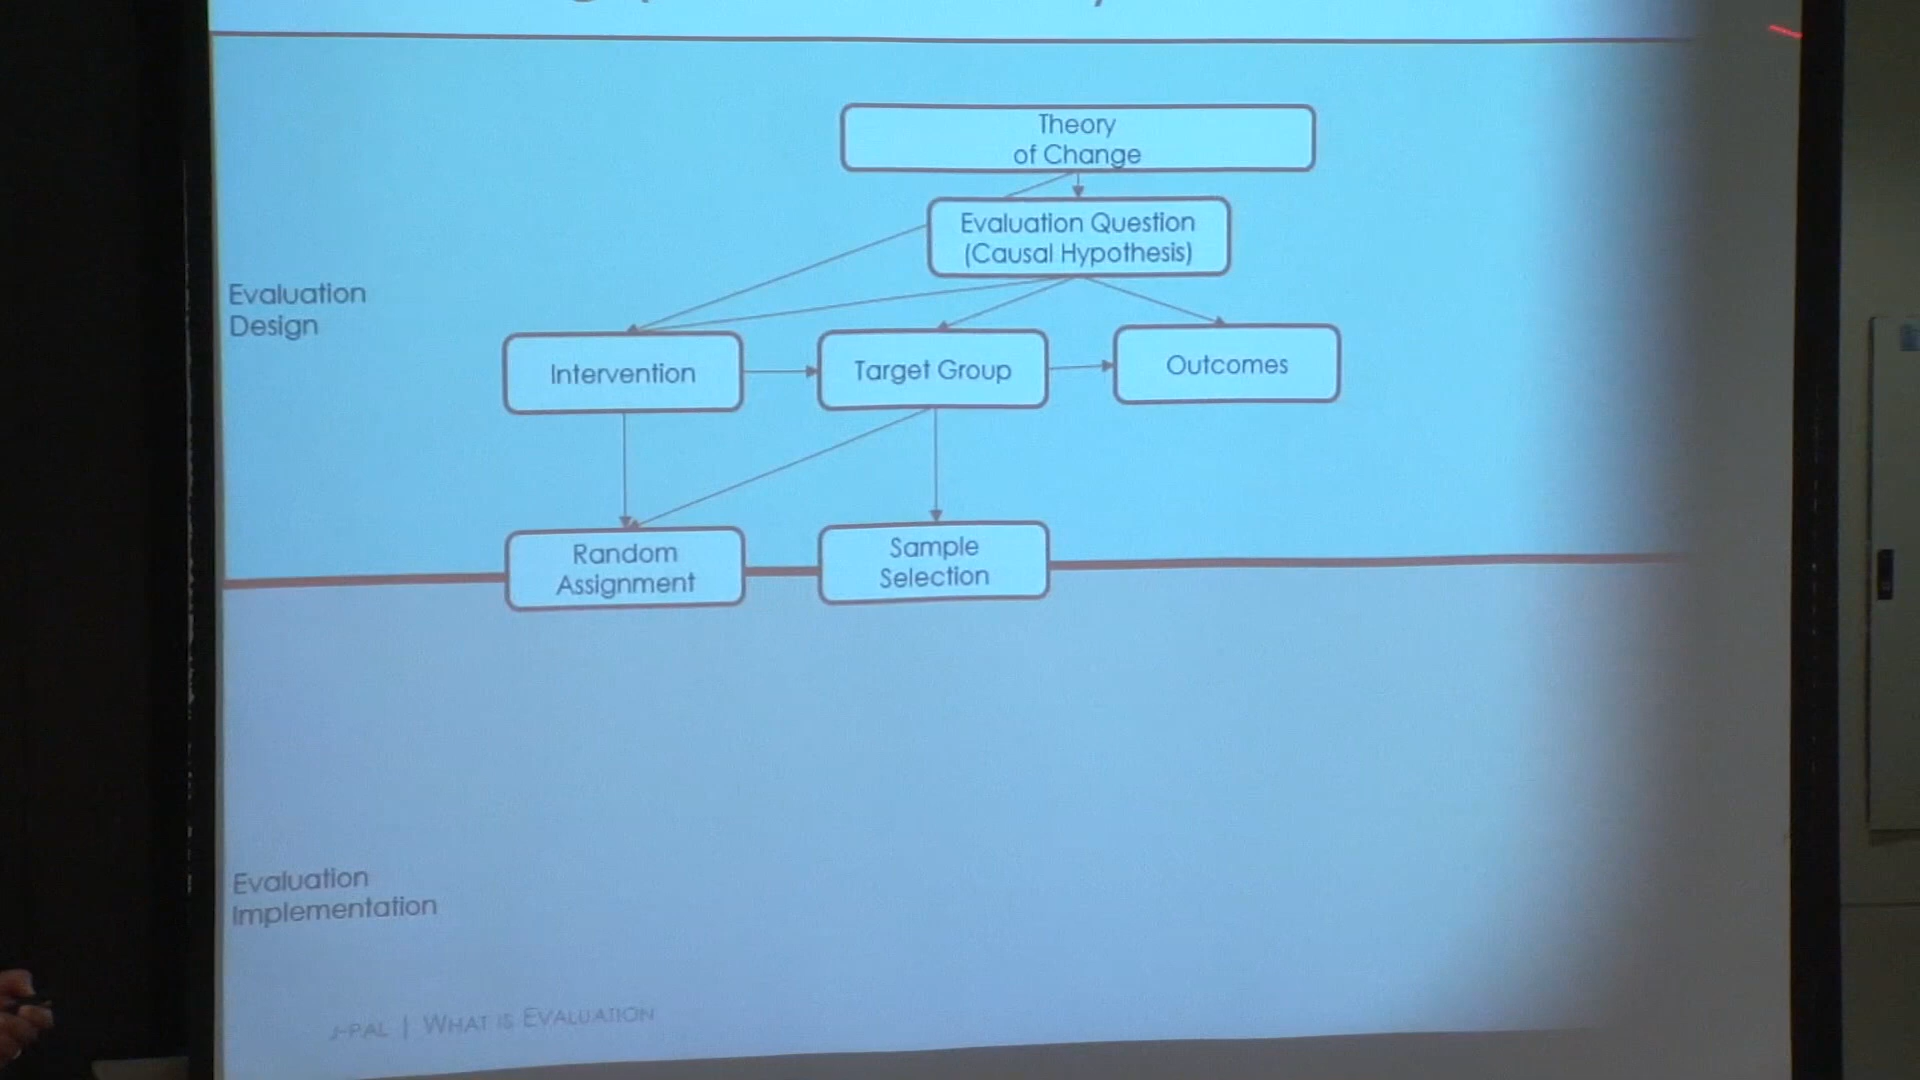 Theory
of Change
Evaluation Question
(Causal Hypothesis)
Evaluation
Design
Intervention
Target Group
Outcomes
Random
Assignment
Sample
Selection
Evaluation
Implementation
J-PAL | WHAT IS EVALUATION